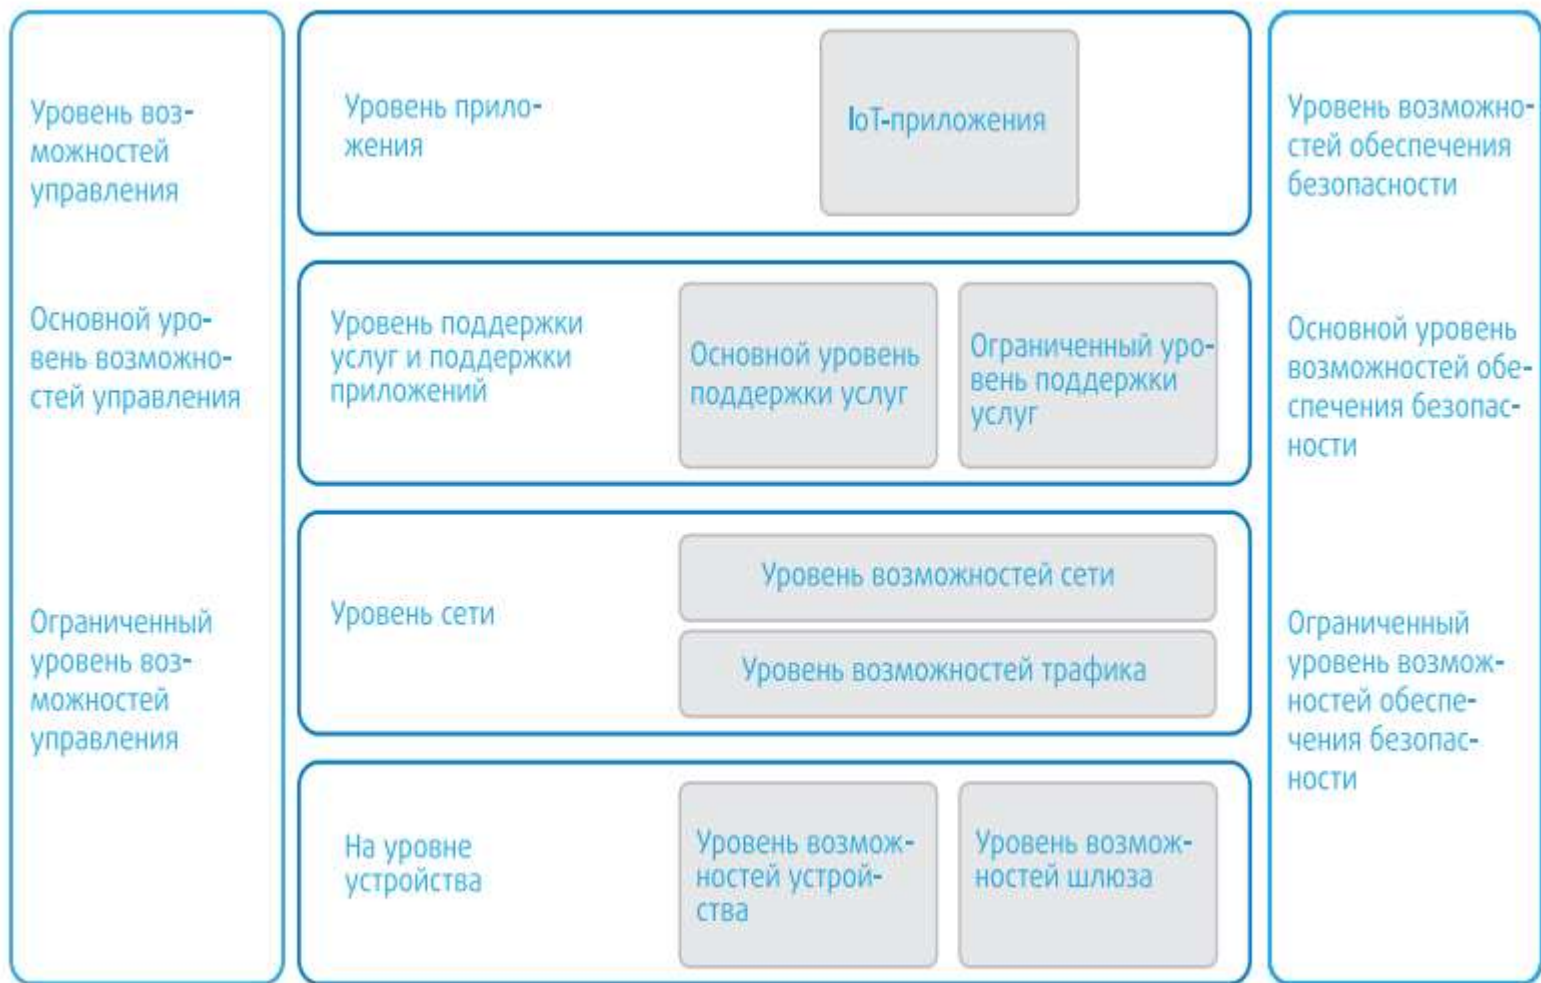 Уровень воз-
можностей
управления
Основной уро-
вень возможно-
стей управления
Ограниченный
уровень воз-
можностей
управления
Уровень прило-
жения
IoT-приложения
Уровень поддержки
услуг и поддержки
приложений
Основной уровень
поддержки услуг
Ограниченный уро-
вень поддержки
услуг
Уровень сети
Уровень возможностей сети
Уровень возможностей трафика
На уровне
устройства
Уровень возмож-
ностей устрой-
ства
Уровень возмож-
ностей шлюза
Уровень возможно-
стей обеспечения
безопасности
Основной уровень
возможностей обе-
спечения безопас-
ности
Ограниченный
уровень возмож-
ностей обеспе-
чения безопас-
ности